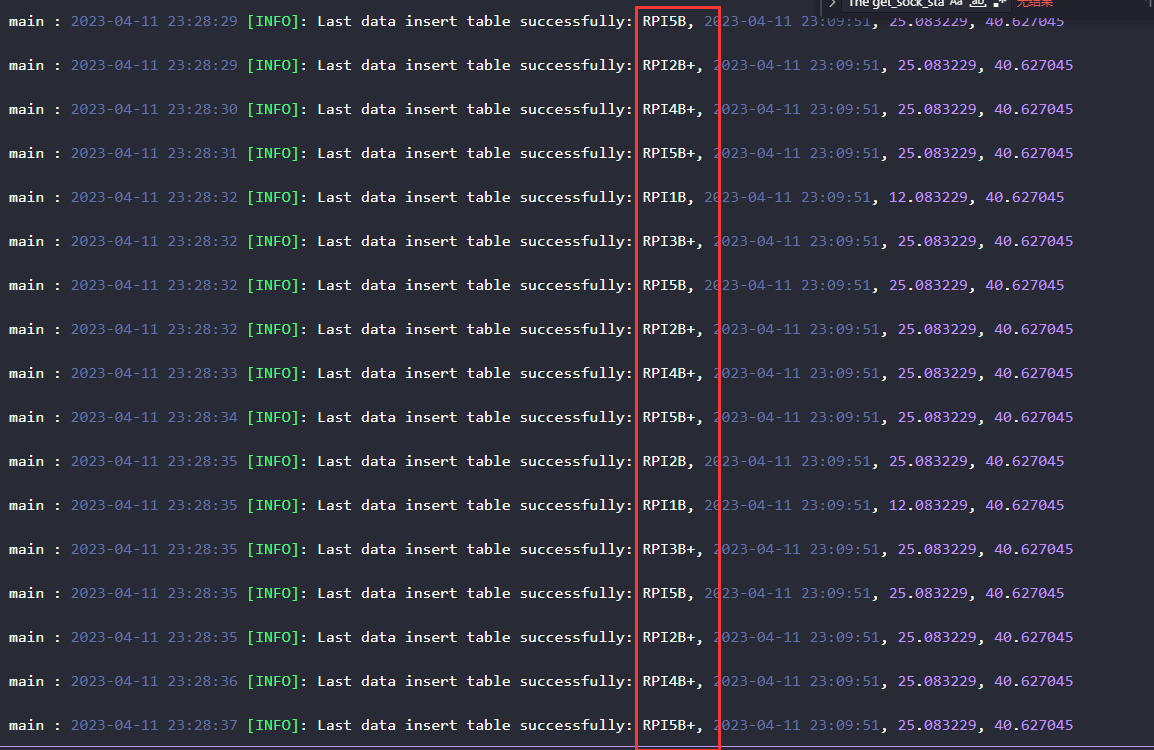 The get_sock_sta Aa ab 无结果
main : 2023-04-11 23:28:29 [INFO]: Last data insert table successfully: RPI5B, 2023-04-11 23:09:51, 25.083229, 40.627045
main : 2023-04-11 23:28:29 [INFO]: Last data insert table successfully: RPI2B+, 2023-04-11 23:09:51, 25.083229, 40.627045
main : 2023-04-11 23:28:30 [INFO]: Last data insert table successfully: RPI4B+, 2023-04-11 23:09:51, 25.083229, 40.627045
main : 2023-04-11 23:28:31 [INFO]: Last data insert table successfully: RPI5B+, 2023-04-11 23:09:51, 25.083229, 40.627045
main : 2023-04-11 23:28:32 [INFO]: Last data insert table successfully: RPI1B, 2023-04-11 23:09:51, 12.083229, 40.627045
main : 2023-04-11 23:28:32 [INFO]: Last data insert table successfully: RPI3B+, 2023-04-11 23:09:51, 25.083229, 40.627045
main : 2023-04-11 23:28:32 [INFO]: Last data insert table successfully: RPI5B, 2023-04-11 23:09:51, 25.083229, 40.627045
main : 2023-04-11 23:28:32 [INFO]: Last data insert table successfully: RPI2B+, 2023-04-11 23:09:51, 25.083229, 40.627045
main : 2023-04-11 23:28:33 [INFO]: Last data insert table successfully: RPI4B+, 2023-04-11 23:09:51, 25.083229, 40.627045
main : 2023-04-11 23:28:34 [INFO]: Last data insert table successfully: RPI5B+, 2023-04-11 23:09:51, 25.083229, 40.627045
main : 2023-04-11 23:28:35 [INFO]: Last data insert table successfully: RPI2B, 2023-04-11 23:09:51, 25.083229, 40.627045
main : 2023-04-11 23:28:35 [INFO]: Last data insert table successfully: RPI1B, 2023-04-11 23:09:51, 12.083229, 40.627045
main : 2023-04-11 23:28:35 [INFO]: Last data insert table successfully: RPI3B+, 2023-04-11 23:09:51, 25.083229, 40.627045
main : 2023-04-11 23:28:35 [INFO]: Last data insert table successfully: RPI5B, 2023-04-11 23:09:51, 25.083229, 40.627045
main : 2023-04-11 23:28:35 [INFO]: Last data insert table successfully: RPI2B+, 2023-04-11 23:09:51, 25.083229, 40.627045
main : 2023-04-11 23:28:36 [INFO]: Last data insert table successfully: RPI4B+, 2023-04-11 23:09:51, 25.083229, 40.627045
main : 2023-04-11 23:28:37 [INFO]: Last data insert table successfully: RPI5B+, 2023-04-11 23:09:51, 25.083229, 40.627045